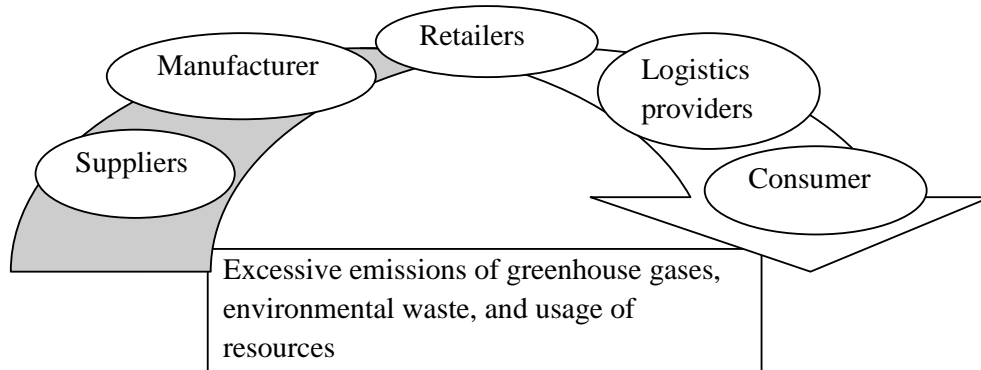 Retailers
Manufacturer
Logistics
providers
Suppliers
Consumer
Excessive emissions of greenhouse gases,
environmental waste, and usage of
resources